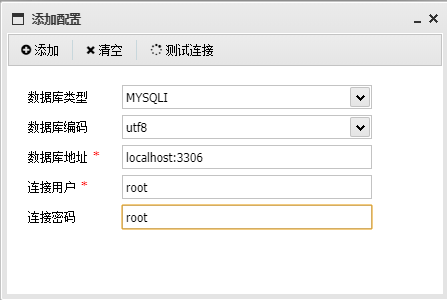 添加配置
添加 清空 测试连接
数据库类型 MYSQLI
数据库编码 utf8
数据库地址 * localhost:3306
连接用户 * root
连接密码 root